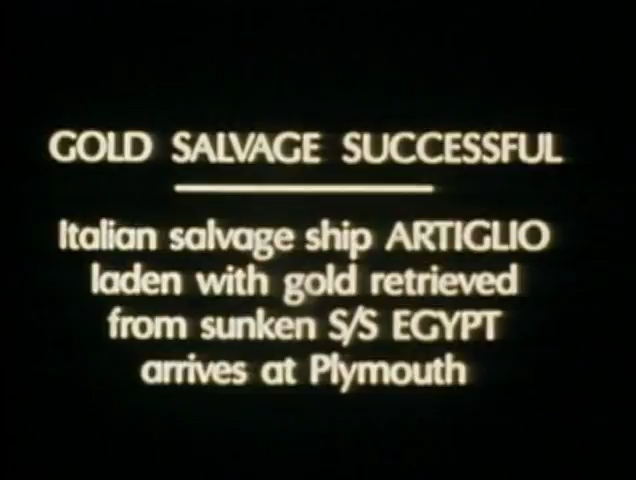 GOLD SALVAGE SUCCESSFUL
Italian salvage ship ARTIGLIO
laden with gold retrieved
from sunken S/S EGYPT
arrives at Plymouth